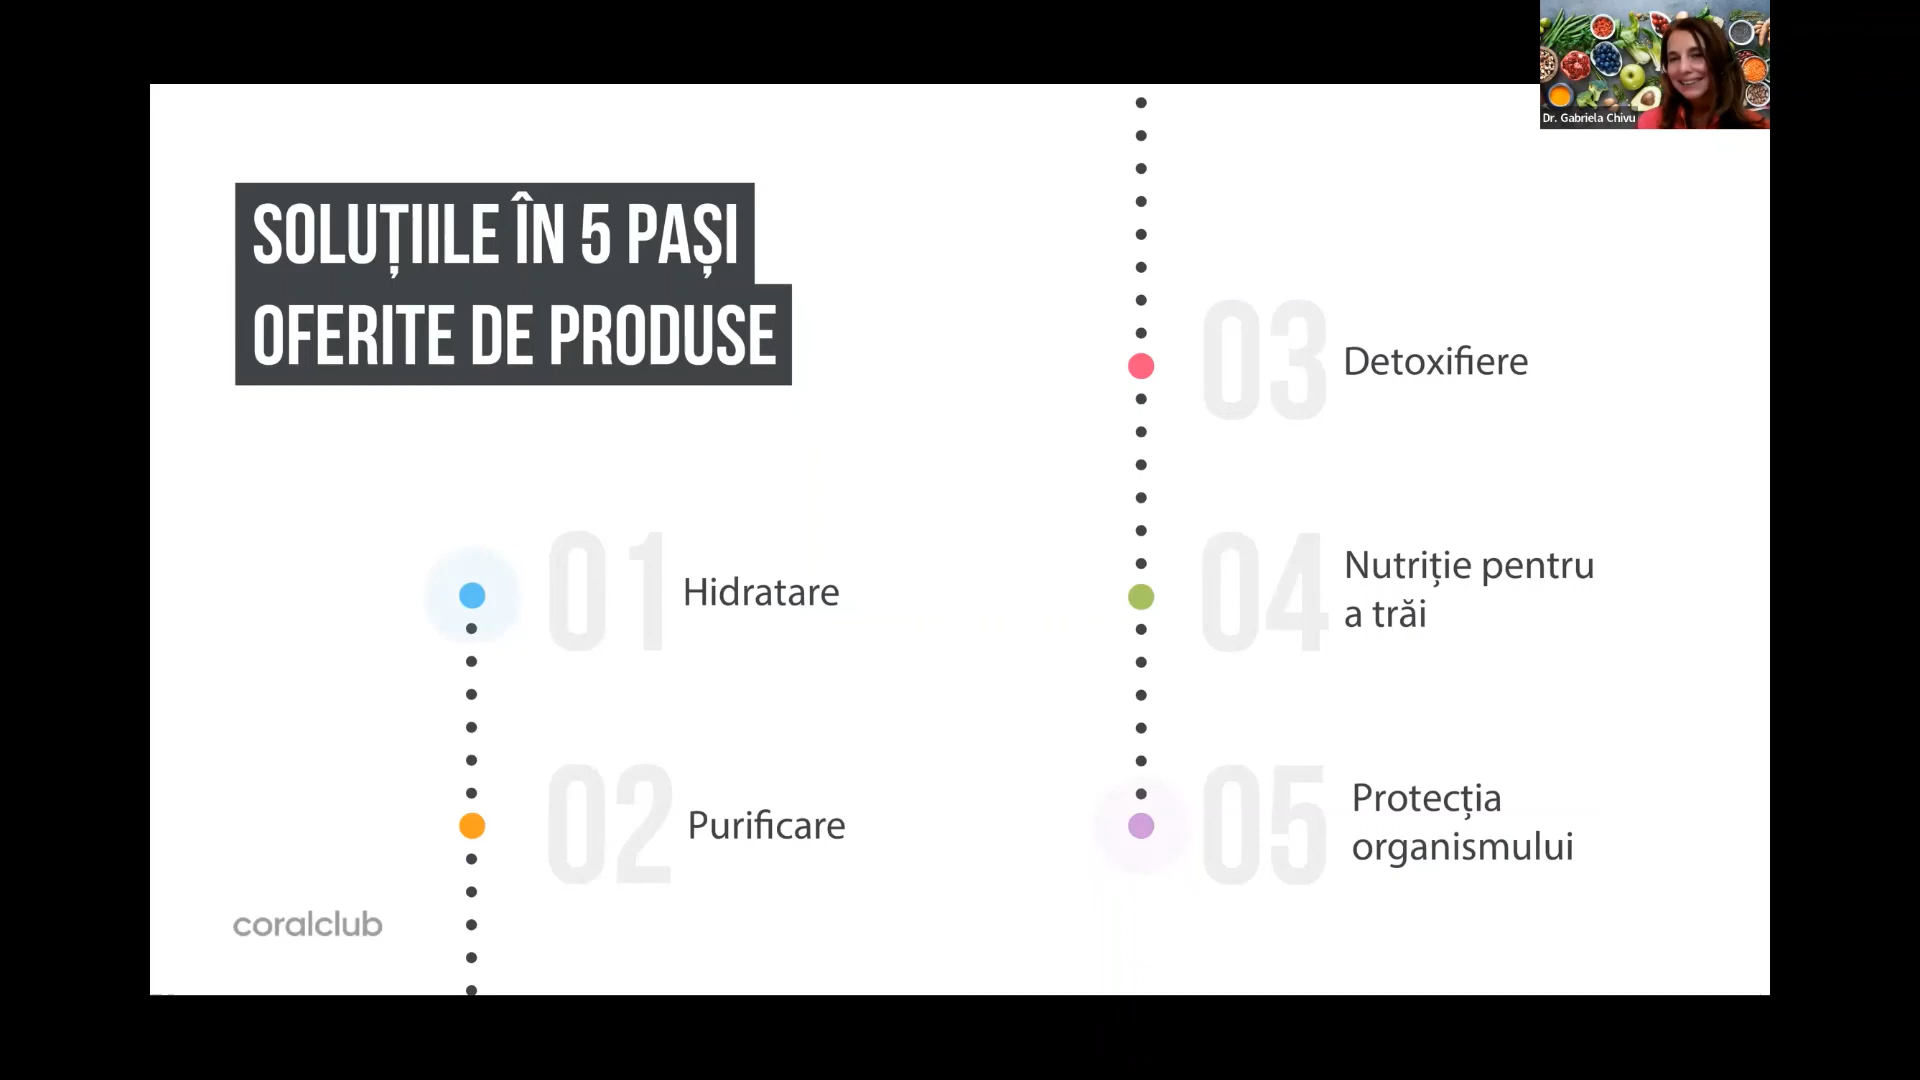 Dr. Gabriela Chivu
SOLUȚIILE ÎN 5 PAȘI
OFERITE DE PRODUSE
01 Hidratare
02 Purificare
03 Detoxifiere
04 Nutriție pentru
a trăi
05 Protecția
organismului
coralclub